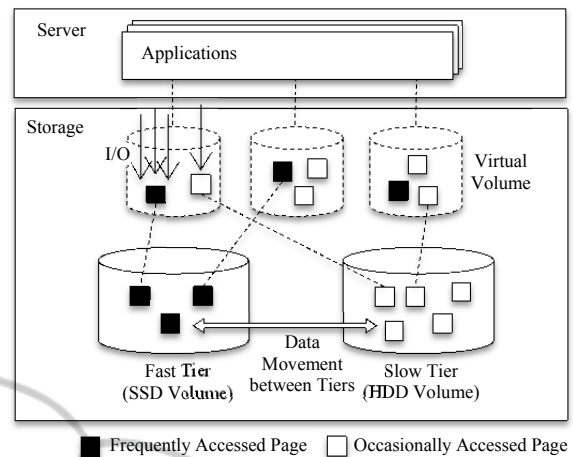 Server
Applications
Storage
I/O
Virtual
Volume
Data
Movement
between Tiers
Fast Tier
(SSD Volume)
Slow Tier
(HDD Volume)
Frequently Accessed Page
Occasionally Accessed Page